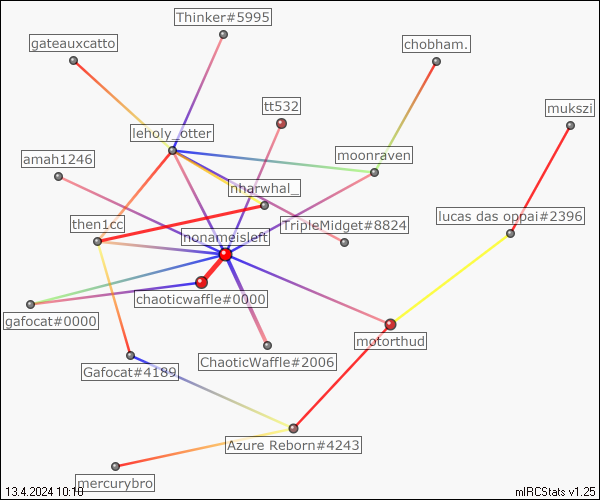 Thinker#5995
gateauxcatto
chobham.
tt532
mukszi
leholy_otter
moonraven
amah1246
nharwhal_
lucas das oppai#2396
then1cc
TripleMidget#8824
nonameisleft
chaoticwaffle#0000
gafocat#0000
motorthud
ChaoticWaffle#2006
Gafocat#4189
Azure Reborn#4243
mercurybro
13.4.2024 10:10
mIRCStats v1.25